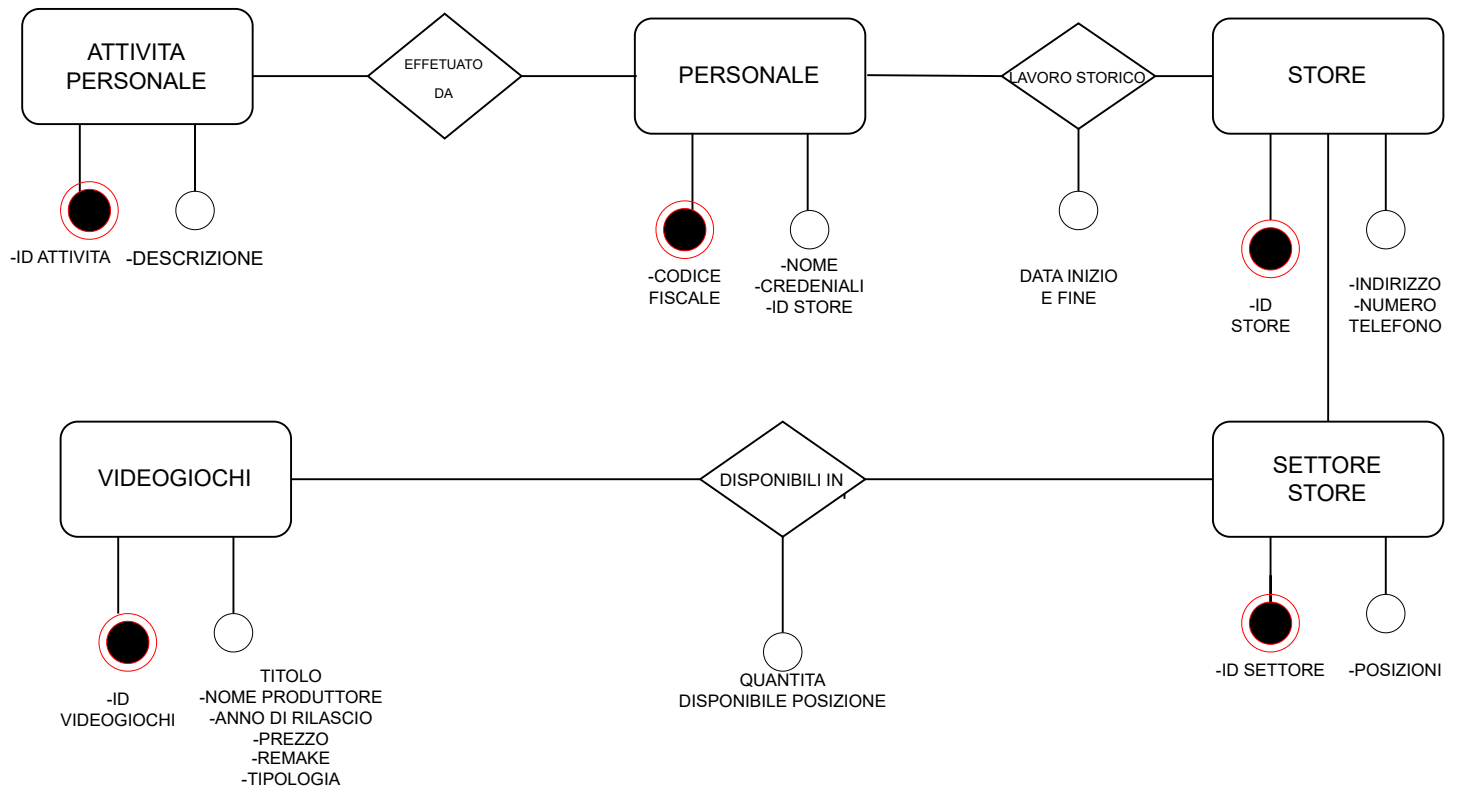 ATTIVITA
PERSONALE
EFFETUATO
DA
PERSONALE
LAVORO STORICO
STORE
-ID ATTIVITA
-DESCRIZIONE
-CODICE
FISCALE
-NOME
-CREDENIALI
-ID STORE
DATA INIZIO
E FINE
-ID
STORE
-INDIRIZZO
-NUMERO
TELEFONO
VIDEOGIOCHI
DISPONIBILI IN
SETTORE
STORE
-ID
VIDEOGIOCHI
TITOLO
-NOME PRODUTTORE
-ANNO DI RILASCIO
-PREZZO
-REMAKE
-TIPOLOGIA
QUANTITA
DISPONIBILE POSIZIONE
-ID SETTORE
-POSIZIONI